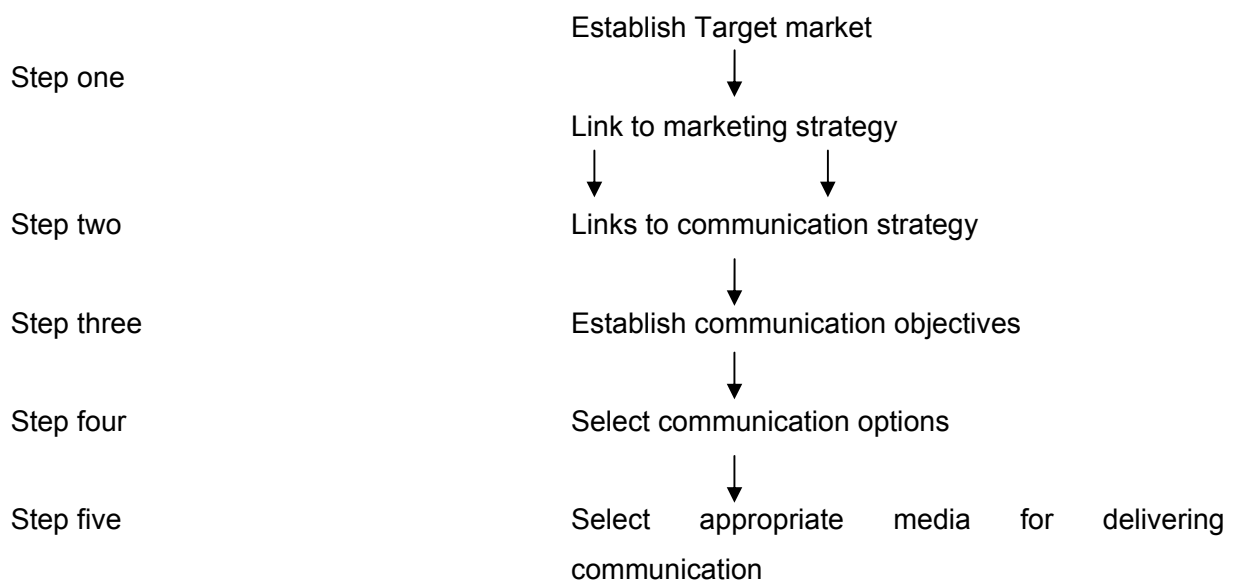 Establish Target market
Step one
Link to marketing strategy
Step two Links to communication strategy
Step three Establish communication objectives
Step four Select communication options
Step five Select appropriate media for delivering
communication